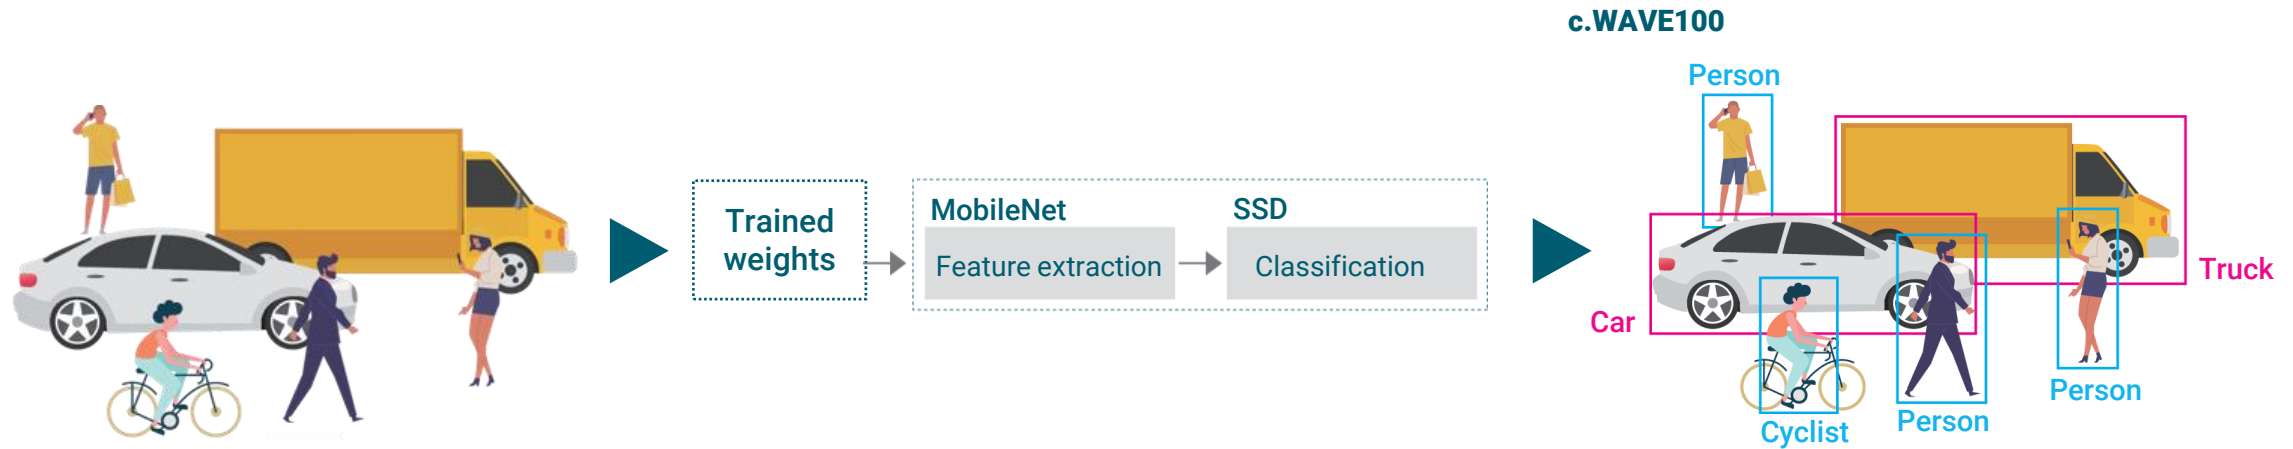 c.WAVE100
Trained
weights
MobileNet
Feature extraction
SSD
Classification
Person
Truck
Car
Person
Person
Cyclist